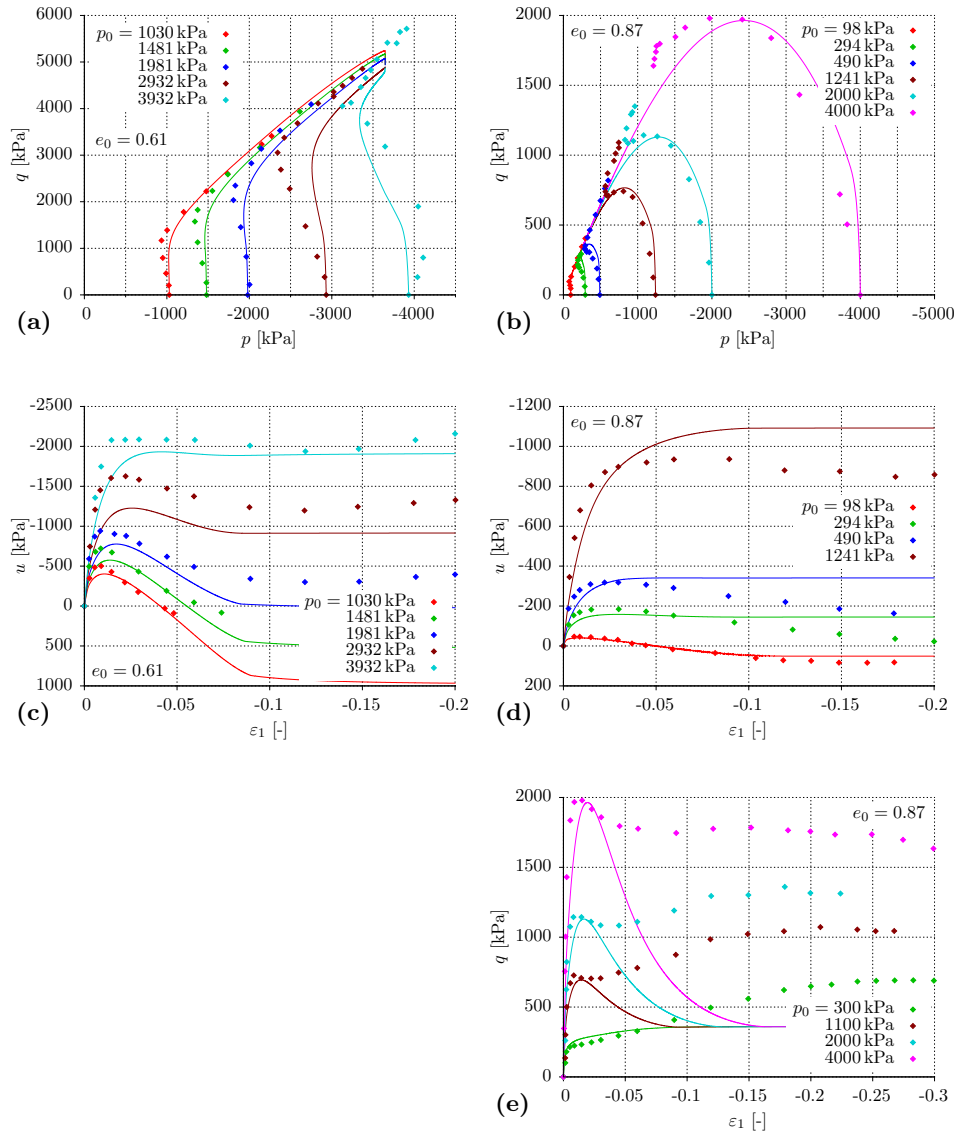 6000
5000
4000
3000
2000
1000
0
q [kPa]
p₀ = 1030 kPa
1481 kPa
1981 kPa
2932 kPa
3932 kPa
e₀ = 0.61
0 -1000 -2000 -3000 -4000
(a)
p [kPa]
2000
1500
1000
500
0
q [kPa]
e₀ = 0.87
p₀ = 98 kPa
294 kPa
490 kPa
1241 kPa
2000 kPa
4000 kPa
0 -1000 -2000 -3000 -4000 -5000
(b)
p [kPa]
-2500
-2000
-1500
-1000
-500
0
500
1000
u [kPa]
p₀ = 1030 kPa
1481 kPa
1981 kPa
2932 kPa
3932 kPa
e₀ = 0.61
0 -0.05 -0.1 -0.15 -0.2
(c)
ε₁ [-]
-1200
-1000
-800
-600
-400
-200
0
200
u [kPa]
e₀ = 0.87
p₀ = 98 kPa
294 kPa
490 kPa
1241 kPa
0 -0.05 -0.1 -0.15 -0.2
(d)
ε₁ [-]
2000
1500
1000
500
0
q [kPa]
e₀ = 0.87
p₀ = 300 kPa
1100 kPa
2000 kPa
4000 kPa
0 -0.05 -0.1 -0.15 -0.2 -0.25 -0.3
(e)
ε₁ [-]